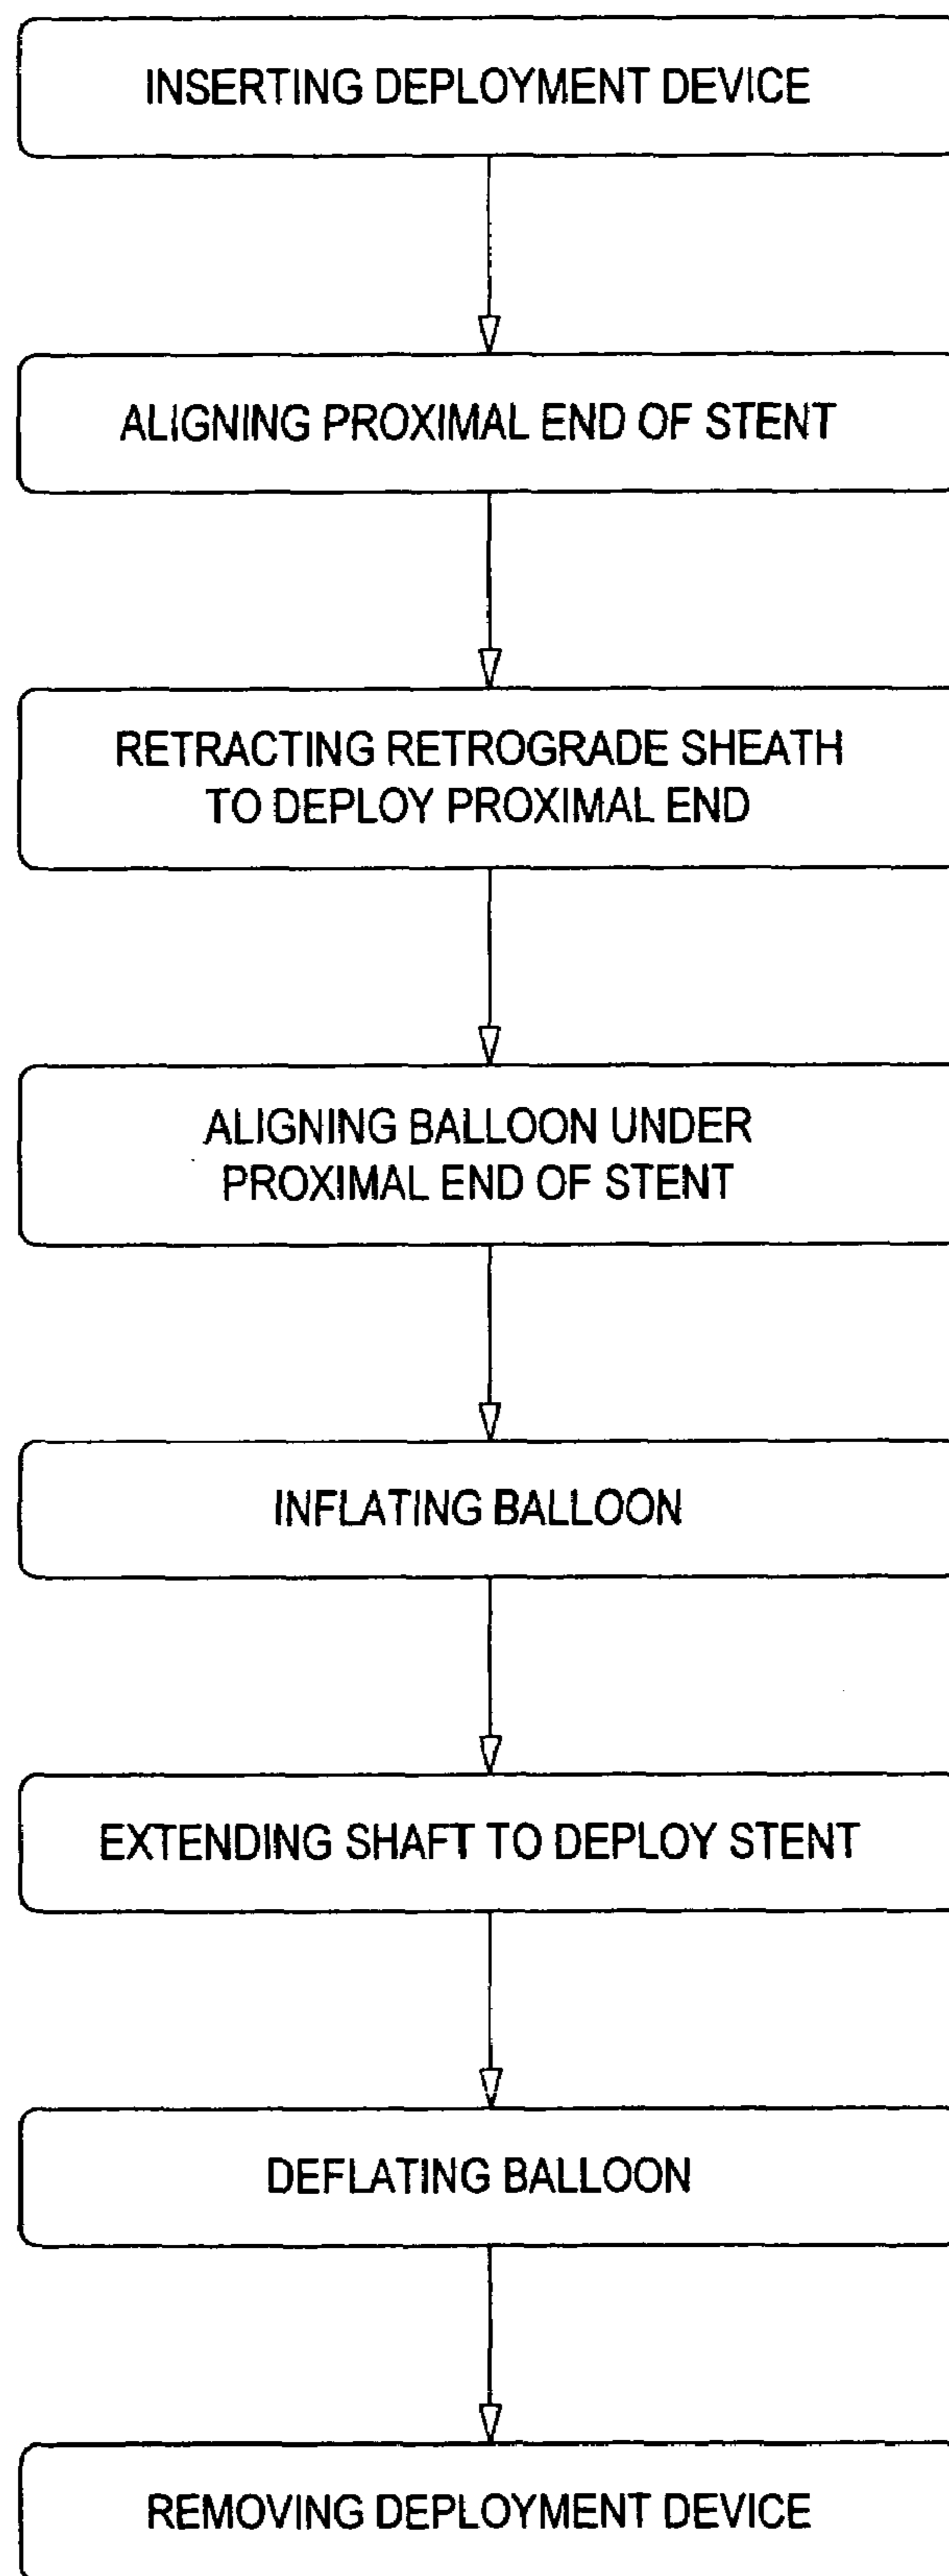 INSERTING DEPLOYMENT DEVICE
ALIGNING PROXIMAL END OF STENT
RETRACTING RETROGRADE SHEATH
TO DEPLOY PROXIMAL END
ALIGNING BALLOON UNDER
PROXIMAL END OF STENT
INFLATING BALLOON
EXTENDING SHAFT TO DEPLOY STENT
DEFLATING BALLOON
REMOVING DEPLOYMENT DEVICE